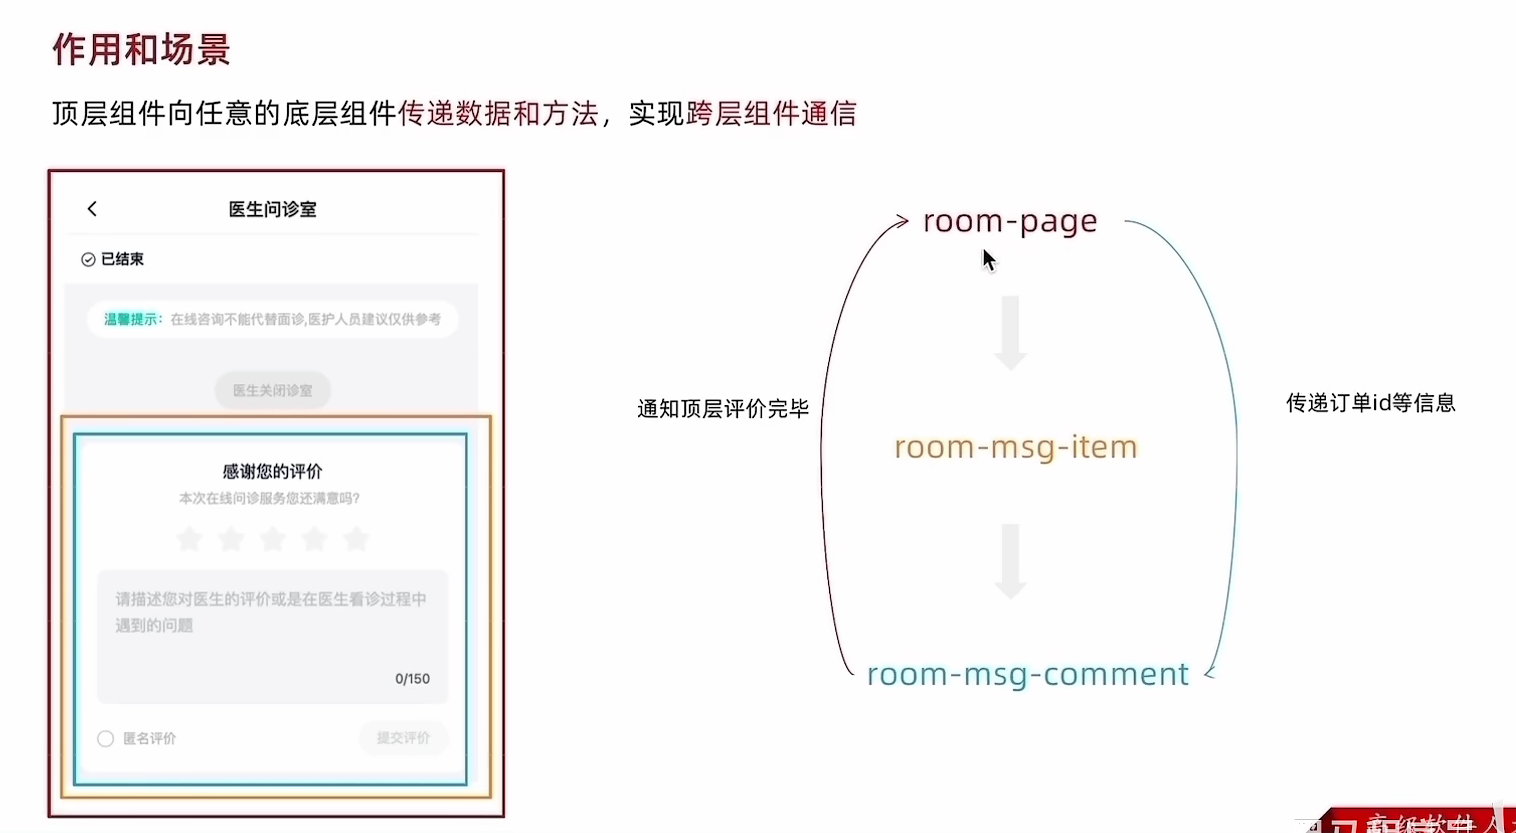 作用和场景
顶层组件向任意的底层组件传递数据和方法，实现跨层组件通信
医生问诊室
已结束
温馨提示：在线咨询不能代替面诊,医护人员建议仅供参考
医生关闭诊室
感谢您的评价
本次在线问诊服务您还满意吗?
请描述您对医生的评价或是在医生看诊过程中
遇到的问题
0/150
匿名评价
提交评价
room-page
通知顶层评价完毕
传递订单id等信息
room-msg-item
room-msg-comment